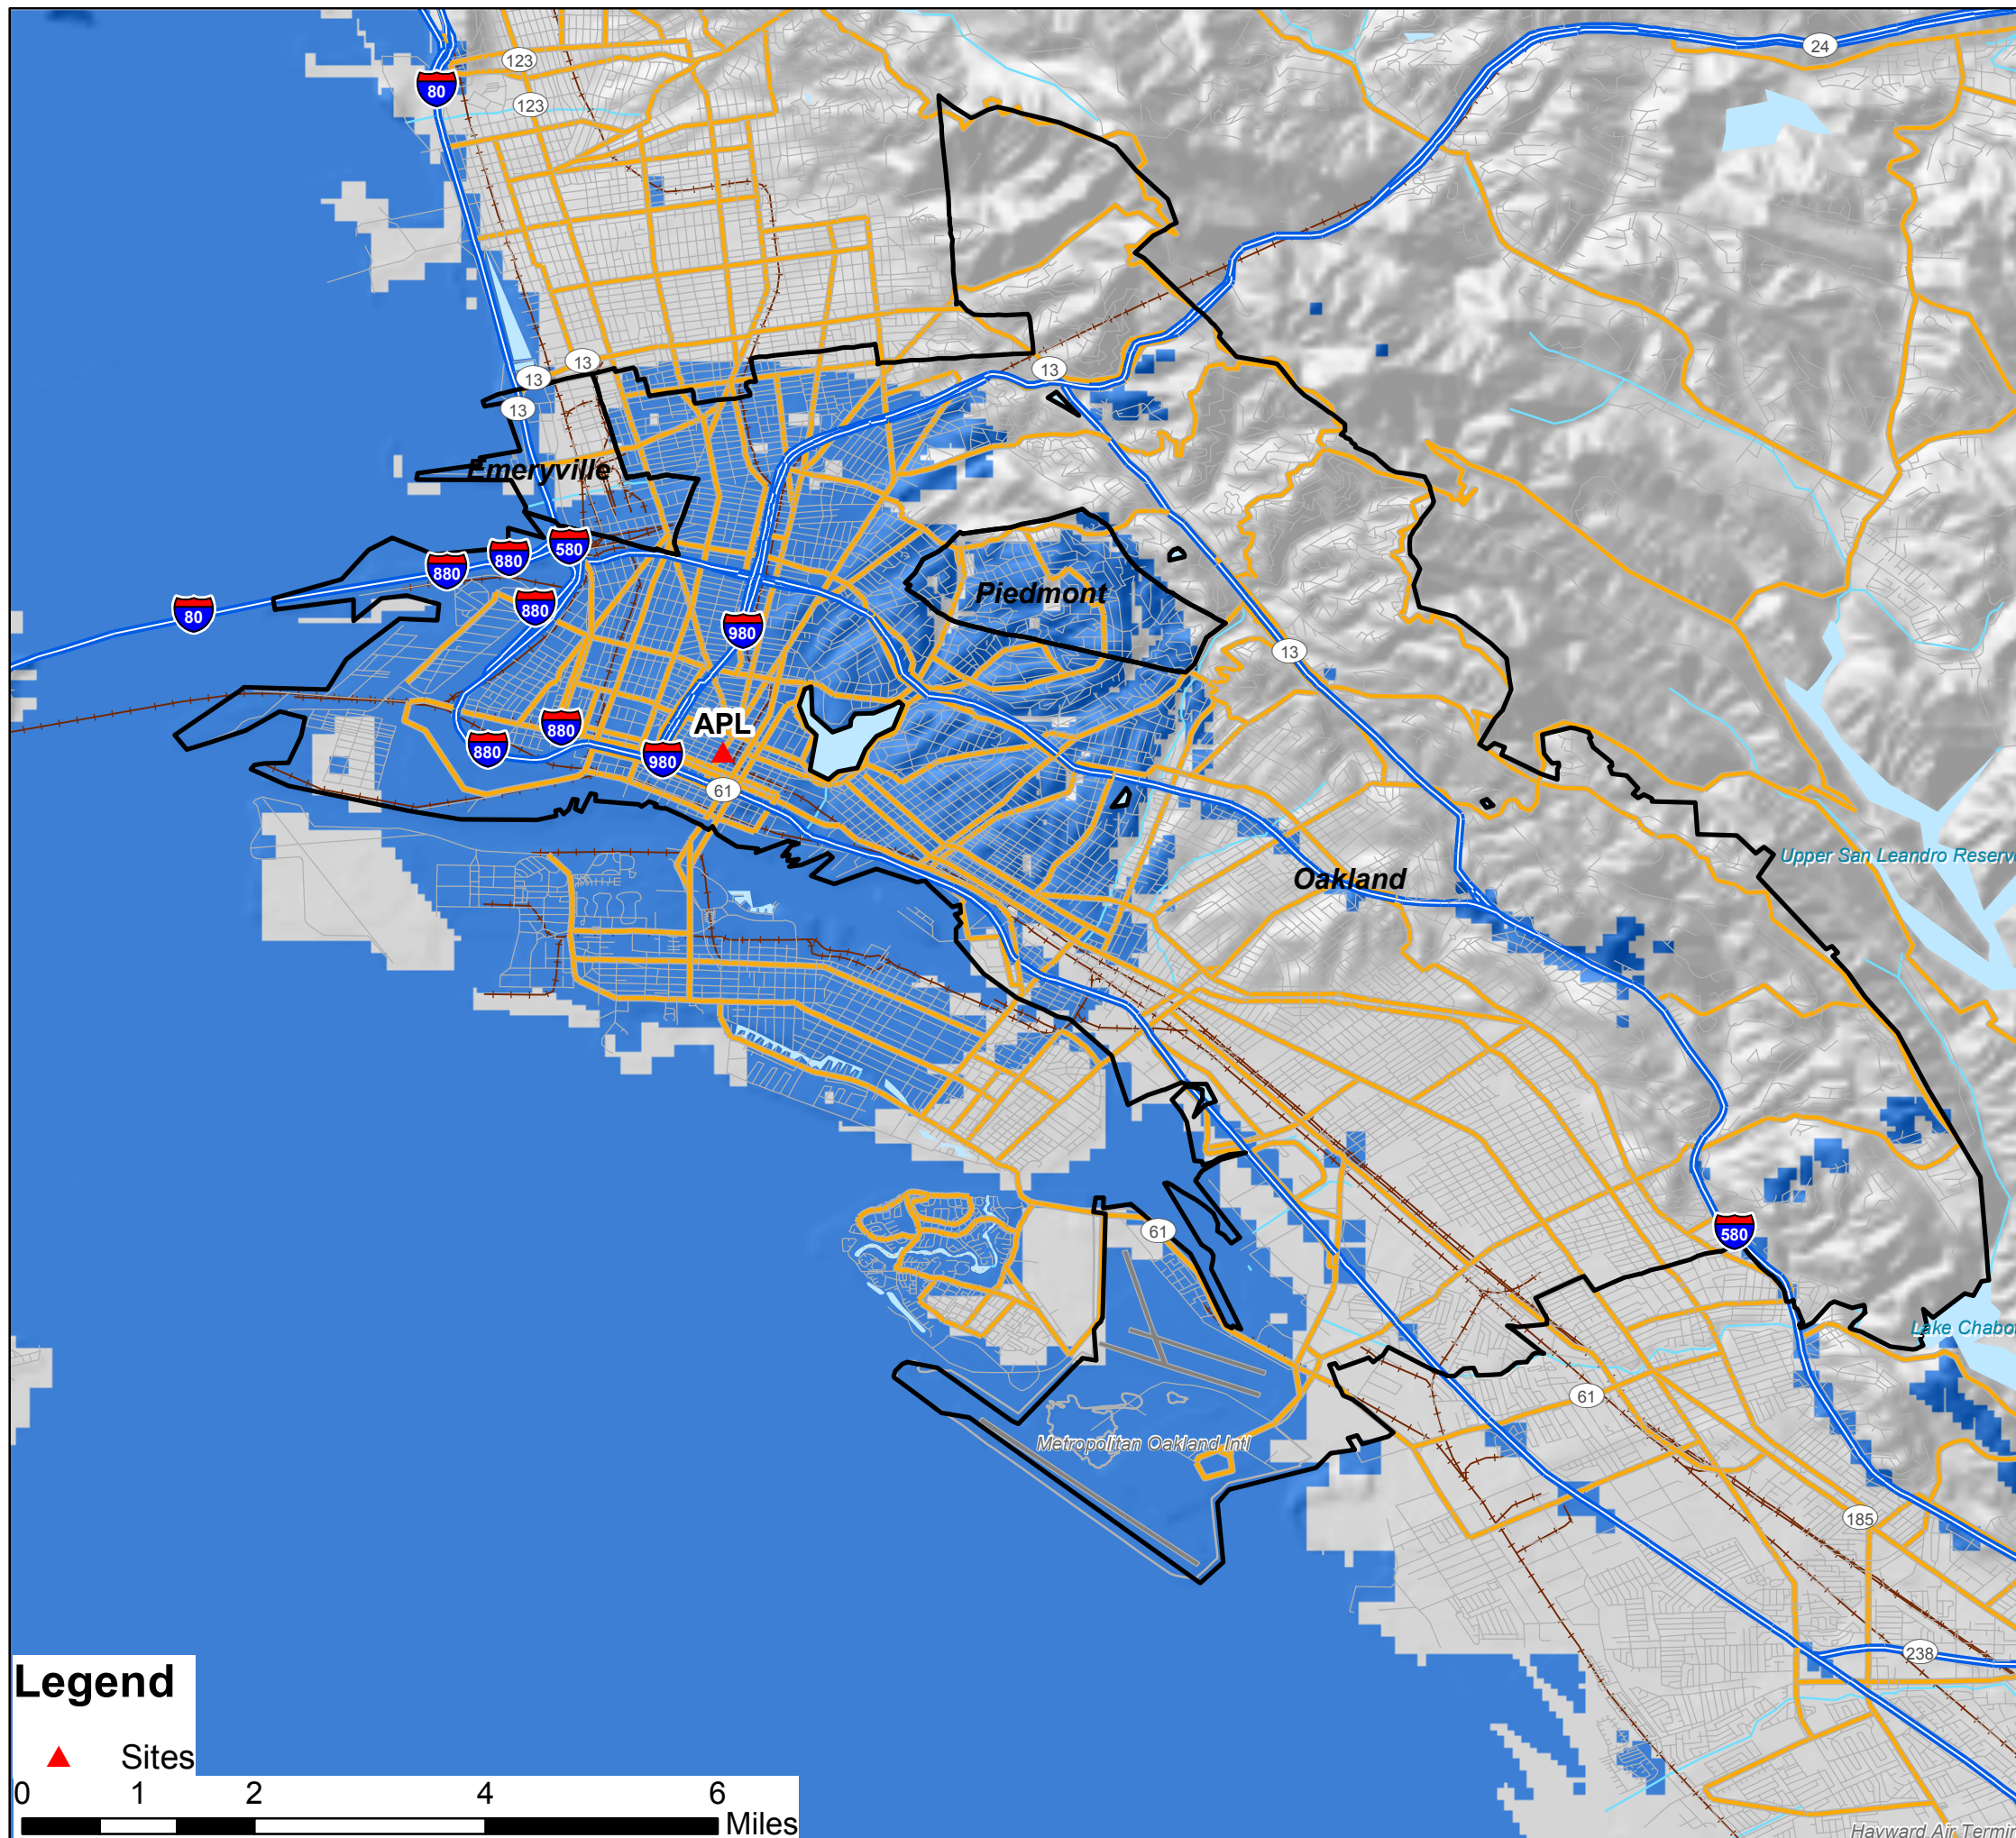 24
123
80
123
13
13
13
13
Emeryville
580
880
880
Piedmont
880
80
980
13
APL
880
880
980
61
Upper San Leandro Reserv
Oakland
61
580
Lake Chabo
61
Metropolitan Oakland Intl
185
238
Legend
Sites
0 1 2 4 6
Miles
Hayward Air Termin